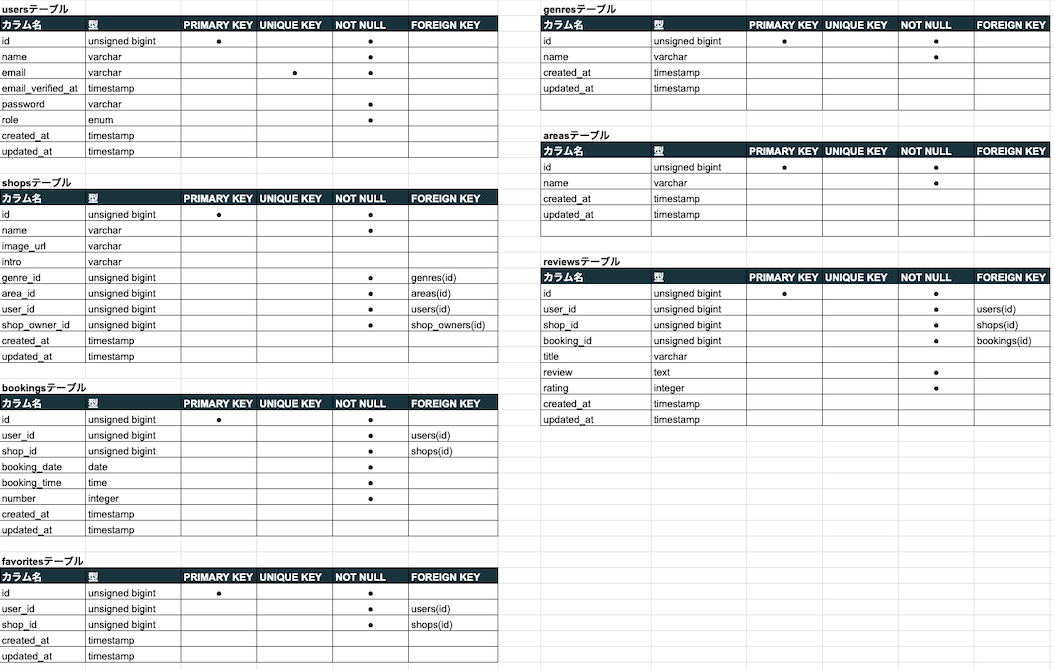 usersテーブル
カラム名 型 PRIMARY KEY UNIQUE KEY NOT NULL FOREIGN KEY
id unsigned bigint ● ●
name varchar ●
email varchar ● ●
email_verified_at timestamp
password varchar ●
role enum ●
created_at timestamp
updated_at timestamp
shopsテーブル
カラム名 型 PRIMARY KEY UNIQUE KEY NOT NULL FOREIGN KEY
id unsigned bigint ● ●
name varchar ●
image_url varchar
intro varchar
genre_id unsigned bigint ● genres(id)
area_id unsigned bigint ● areas(id)
user_id unsigned bigint ● users(id)
shop_owner_id unsigned bigint ● shop_owners(id)
created_at timestamp
updated_at timestamp
bookingsテーブル
カラム名 型 PRIMARY KEY UNIQUE KEY NOT NULL FOREIGN KEY
id unsigned bigint ● ●
user_id unsigned bigint ● users(id)
shop_id unsigned bigint ● shops(id)
booking_date date ●
booking_time time ●
number integer ●
created_at timestamp
updated_at timestamp
favoritesテーブル
カラム名 型 PRIMARY KEY UNIQUE KEY NOT NULL FOREIGN KEY
id unsigned bigint ● ●
user_id unsigned bigint ● users(id)
shop_id unsigned bigint ● shops(id)
created_at timestamp
updated_at timestamp
genresテーブル
カラム名 型 PRIMARY KEY UNIQUE KEY NOT NULL FOREIGN KEY
id unsigned bigint ● ●
name varchar ●
created_at timestamp
updated_at timestamp
areasテーブル
カラム名 型 PRIMARY KEY UNIQUE KEY NOT NULL FOREIGN KEY
id unsigned bigint ● ●
name varchar ●
created_at timestamp
updated_at timestamp
reviewsテーブル
カラム名 型 PRIMARY KEY UNIQUE KEY NOT NULL FOREIGN KEY
id unsigned bigint ● ●
user_id unsigned bigint ● users(id)
shop_id unsigned bigint ● shops(id)
booking_id unsigned bigint ● bookings(id)
title varchar
review text ●
rating integer ●
created_at timestamp
updated_at timestamp